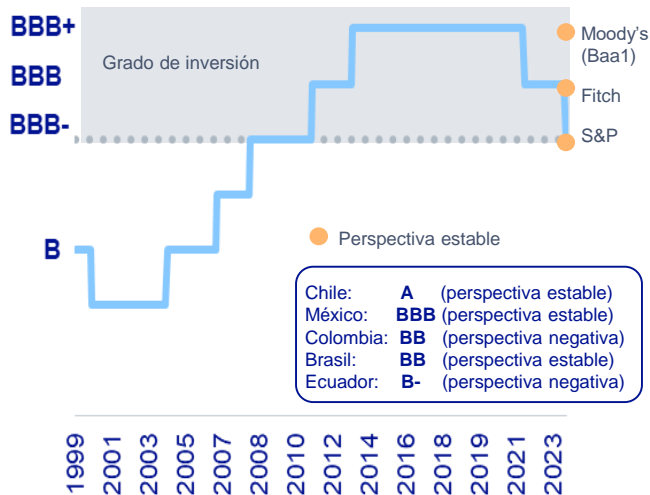 BBB+
BBB
BBB-
B
Grado de inversión
Moody's
(Baa1)
Fitch
S&P
Perspectiva estable
Chile: A (perspectiva estable)
México: BBB (perspectiva estable)
Colombia: BB (perspectiva negativa)
Brasil: BB (perspectiva estable)
Ecuador: B- (perspectiva negativa)
1999
2001
2003
2005
2007
2008
2010
2012
2014
2016
2018
2019
2021
2023